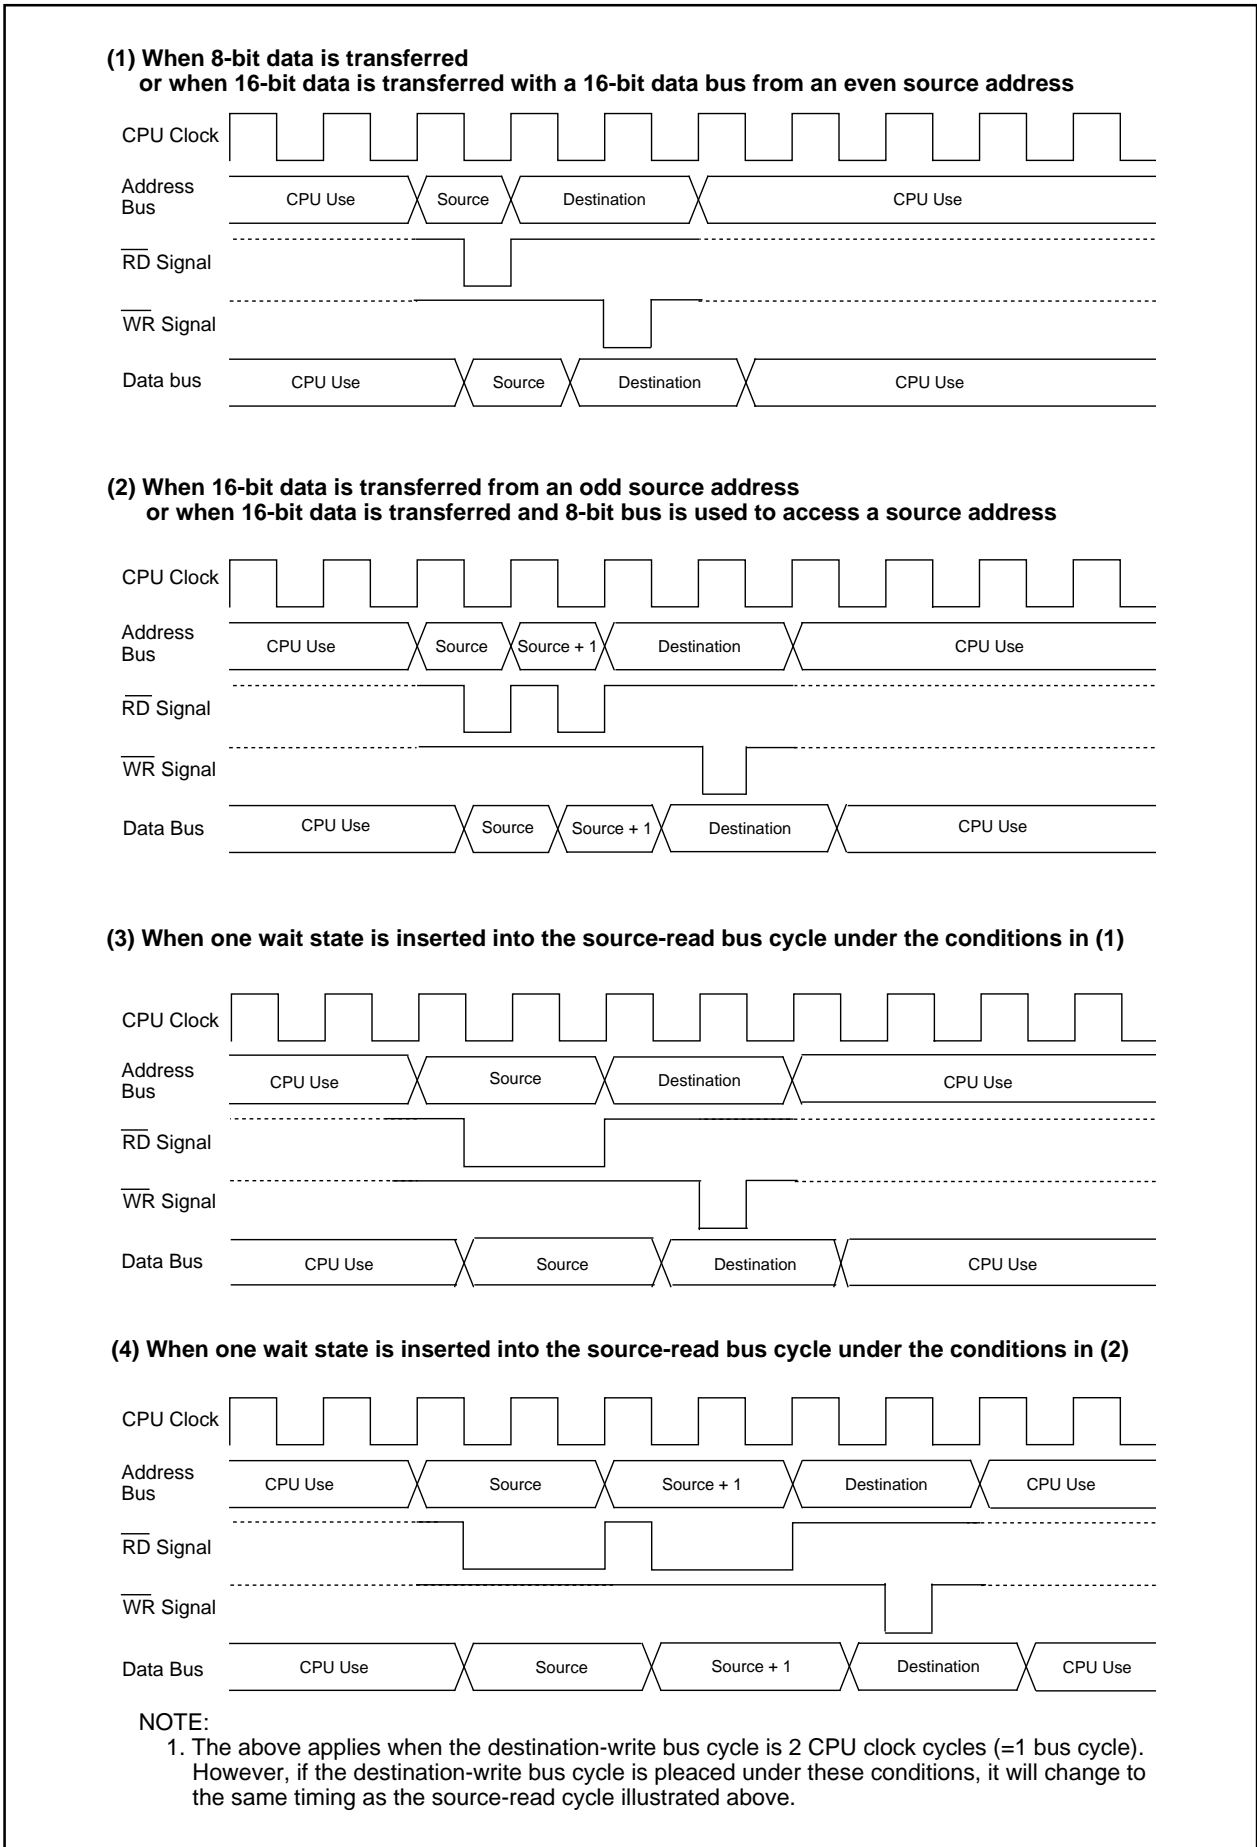 (1) When 8-bit data is transferred
or when 16-bit data is transferred with a 16-bit data bus from an even source address
CPU Clock
Address
Bus
CPU Use
Source
Destination
CPU Use
RD Signal
WR Signal
Data bus
CPU Use
Source
Destination
CPU Use
(2) When 16-bit data is transferred from an odd source address
or when 16-bit data is transferred and 8-bit bus is used to access a source address
CPU Clock
Address
Bus
CPU Use
Source
Source + 1
Destination
CPU Use
RD Signal
WR Signal
Data Bus
CPU Use
Source
Source + 1
Destination
CPU Use
(3) When one wait state is inserted into the source-read bus cycle under the conditions in (1)
CPU Clock
Address
Bus
CPU Use
Source
Destination
CPU Use
RD Signal
WR Signal
Data Bus
CPU Use
Source
Destination
CPU Use
(4) When one wait state is inserted into the source-read bus cycle under the conditions in (2)
CPU Clock
Address
Bus
CPU Use
Source
Source + 1
Destination
CPU Use
RD Signal
WR Signal
Data Bus
CPU Use
Source
Source + 1
Destination
CPU Use
NOTE:
1. The above applies when the destination-write bus cycle is 2 CPU clock cycles (=1 bus cycle).
However, if the destination-write bus cycle is pleaced under these conditions, it will change to
the same timing as the source-read cycle illustrated above.